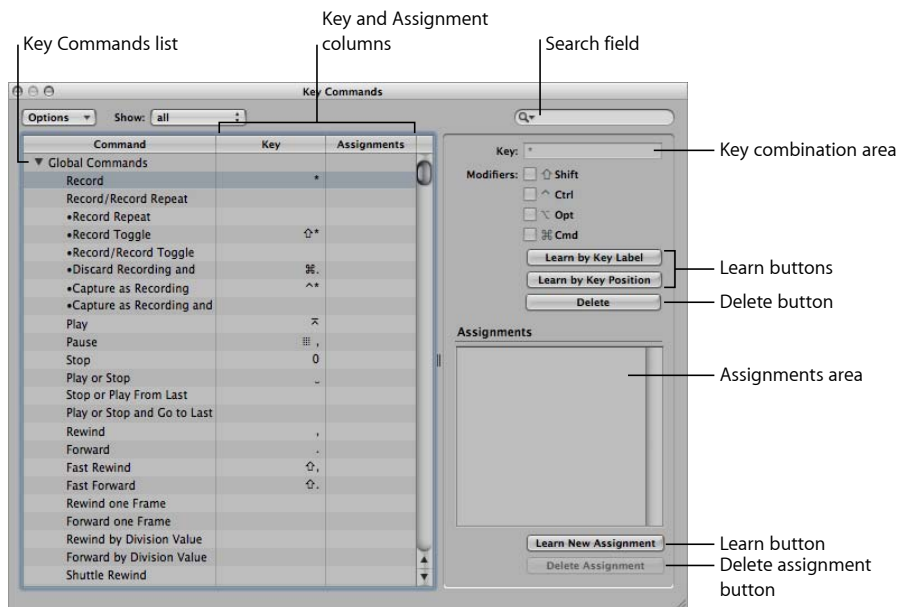 Key and Assignment
columns
Key Commands list
Search field
Key Commands
Options
Show: all
Command Key Assignments
Global Commands
Record *
Record/Record Repeat
•Record Repeat
•Record Toggle ⇧*
•Record/Record Toggle
•Discard Recording and ⌘.
•Capture as Recording ^*
•Capture as Recording and
Play ⌅
Pause ,
Stop 0
Play or Stop ⎵
Stop or Play From Last
Play or Stop and Go to Last
Rewind ,
Forward .
Fast Rewind ⇧,
Fast Forward ⇧.
Rewind one Frame
Forward one Frame
Rewind by Division Value
Forward by Division Value
Shuttle Rewind
Key: *
Modifiers: ⇧ Shift
^ Ctrl
⌥ Opt
⌘ Cmd
Learn by Key Label
Learn by Key Position
Delete
Assignments
Learn New Assignment
Delete Assignment
Key combination area
Learn buttons
Delete button
Assignments area
Learn button
Delete assignment
button